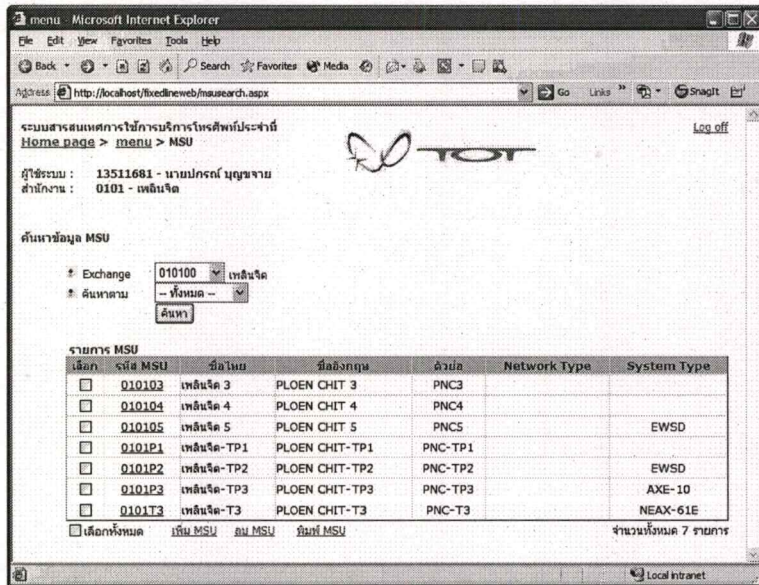 menu - Microsoft Internet Explorer
File Edit View Favorites Tools Help
Back Search Favorites Media
Address http://localhost/fixedlineweb/msusearch.aspx Go Links SnagIt
ระบบสารสนเทศการใช้การบริการโทรศัพท์ประจำที่ Log off
Home page > menu > MSU
TOT
ผู้ใช้ระบบ : 13511681 - นายปกรณ์ บุญขจาย
สำนักงาน : 0101 - เพลินจิต
ค้นหาข้อมูล MSU
Exchange 010100 เพลินจิต
ค้นหาตาม -- ทั้งหมด --
ค้นหา
รายการ MSU
เลือก รหัส MSU ชื่อไทย ชื่ออังกฤษ ตัวย่อ Network Type System Type
010103 เพลินจิต 3 PLOEN CHIT 3 PNC3
010104 เพลินจิต 4 PLOEN CHIT 4 PNC4
010105 เพลินจิต 5 PLOEN CHIT 5 PNC5 EWSD
0101P1 เพลินจิต-TP1 PLOEN CHIT-TP1 PNC-TP1
0101P2 เพลินจิต-TP2 PLOEN CHIT-TP2 PNC-TP2 EWSD
0101P3 เพลินจิต-TP3 PLOEN CHIT-TP3 PNC-TP3 AXE-10
0101T3 เพลินจิต-T3 PLOEN CHIT-T3 PNC-T3 NEAX-61E
เลือกทั้งหมด เพิ่ม MSU ลบ MSU พิมพ์ MSU จำนวนทั้งหมด 7 รายการ
Local intranet